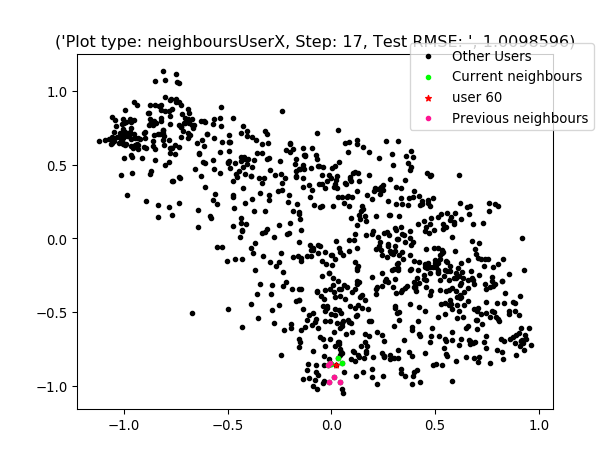 ('Plot type: neighboursUserX, Step: 17, Test RMSE: ', 1.0098596)
Other Users
Current neighbours
user 60
Previous neighbours
1.0
0.5
0.0
−0.5
−1.0
−1.0 −0.5 0.0 0.5 1.0